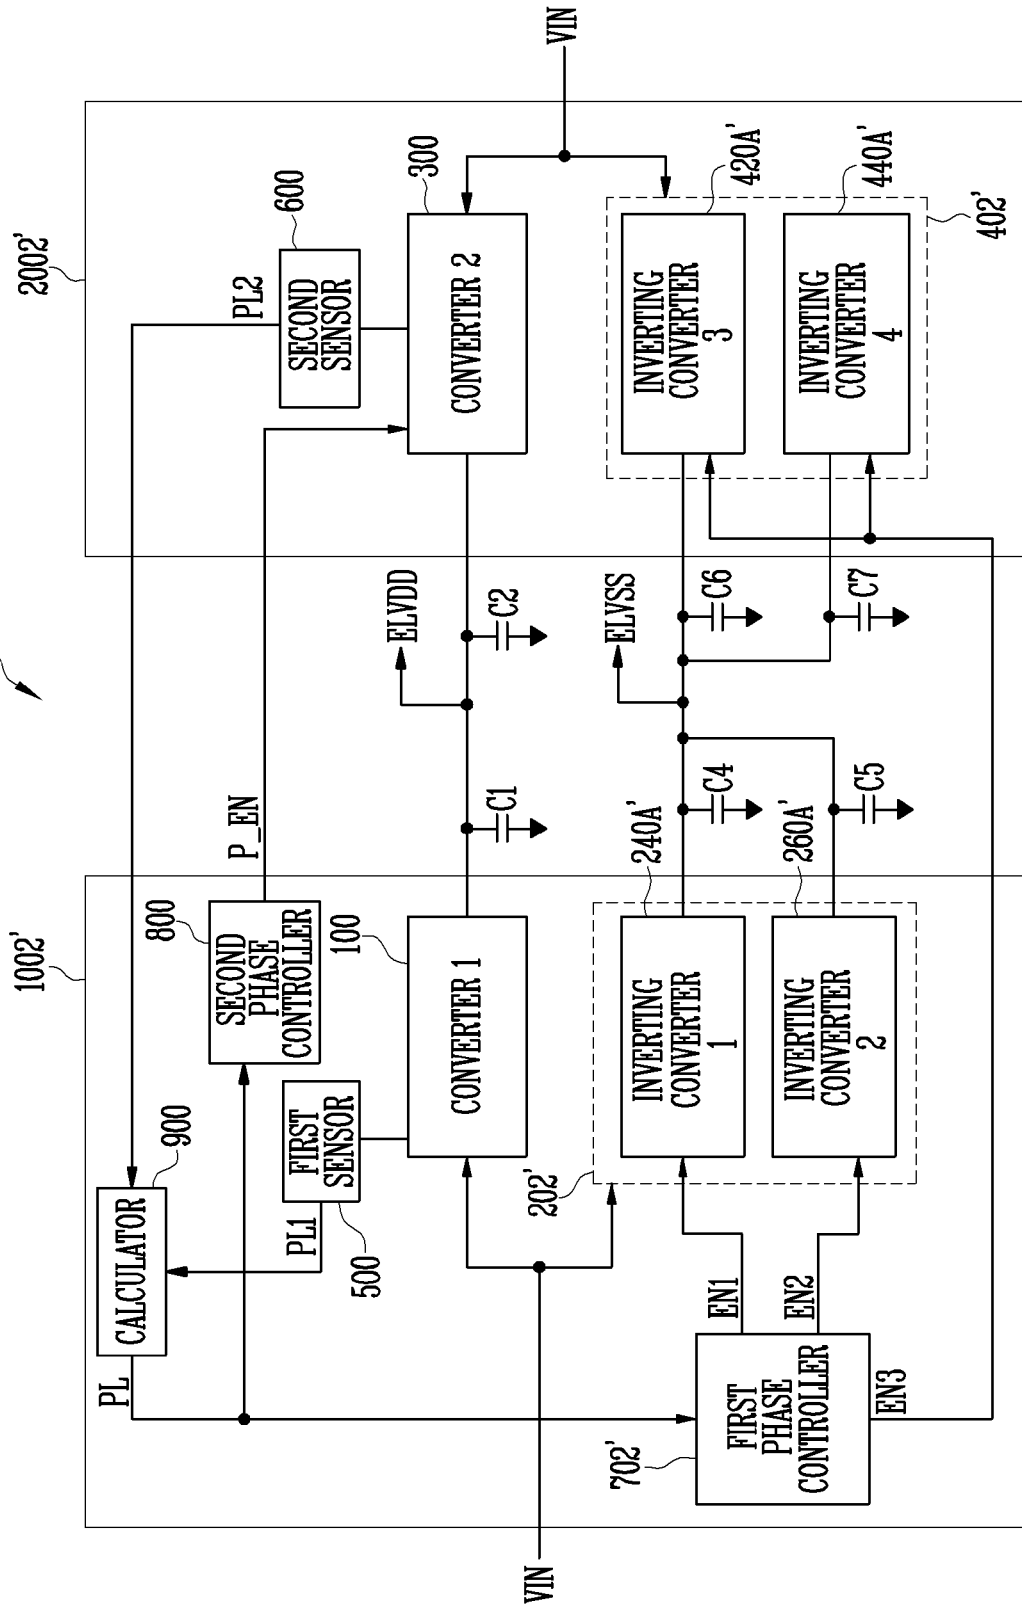 1002'
2002'
PL
CALCULATOR
900
PL2
SECOND
PHASE
CONTROLLER
800
P_EN
SECOND
SENSOR
600
PL1
FIRST
SENSOR
500
CONVERTER 1
100
C1
ELVDD
C2
CONVERTER 2
300
VIN
VIN
202'
INVERTING
CONVERTER
1
240A'
C4
ELVSS
C6
INVERTING
CONVERTER
3
420A'
FIRST
PHASE
CONTROLLER
702'
EN1
EN2
EN3
INVERTING
CONVERTER
2
260A'
C5
C7
INVERTING
CONVERTER
4
440A'
402'